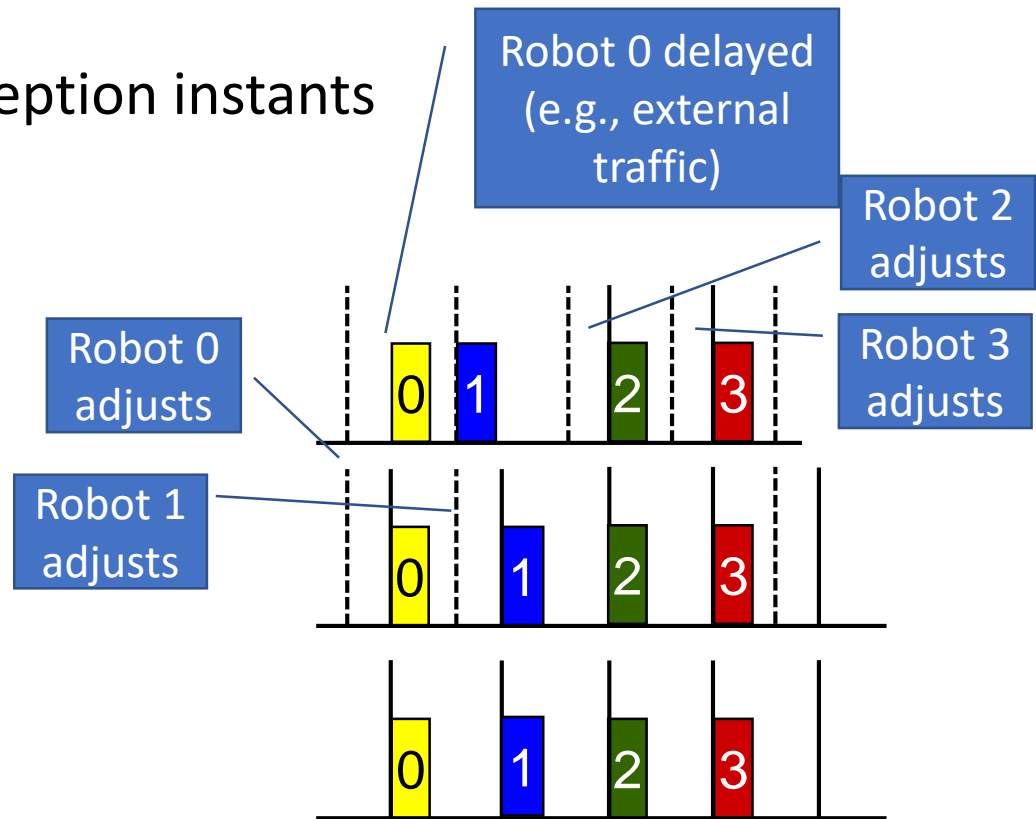 eption instants
Robot 0 delayed
(e.g., external
traffic)
Robot 2
adjusts
Robot 0
adjusts
Robot 3
adjusts
0 1 2 3
Robot 1
adjusts
0 1 2 3
0 1 2 3